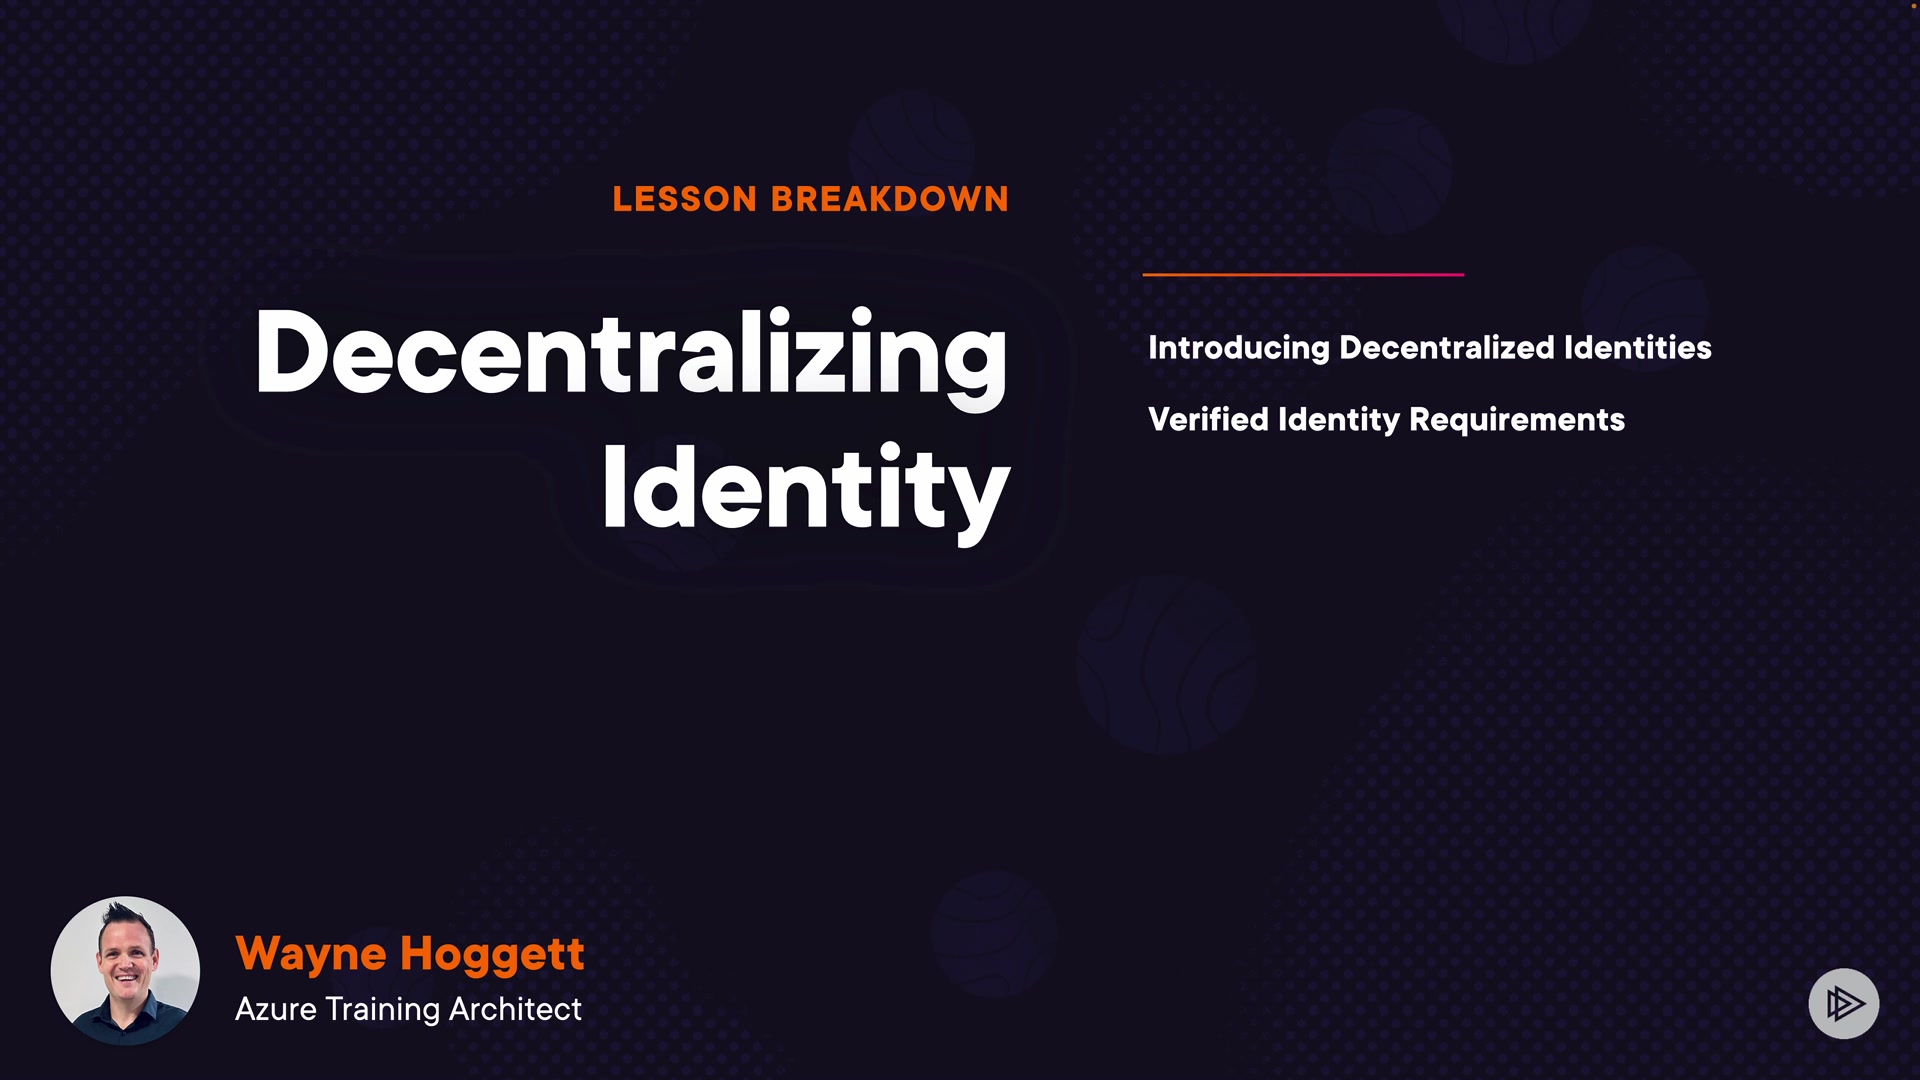 LESSON BREAKDOWN
Decentralizing
Identity
Introducing Decentralized Identities
Verified Identity Requirements
Wayne Hoggett
Azure Training Architect